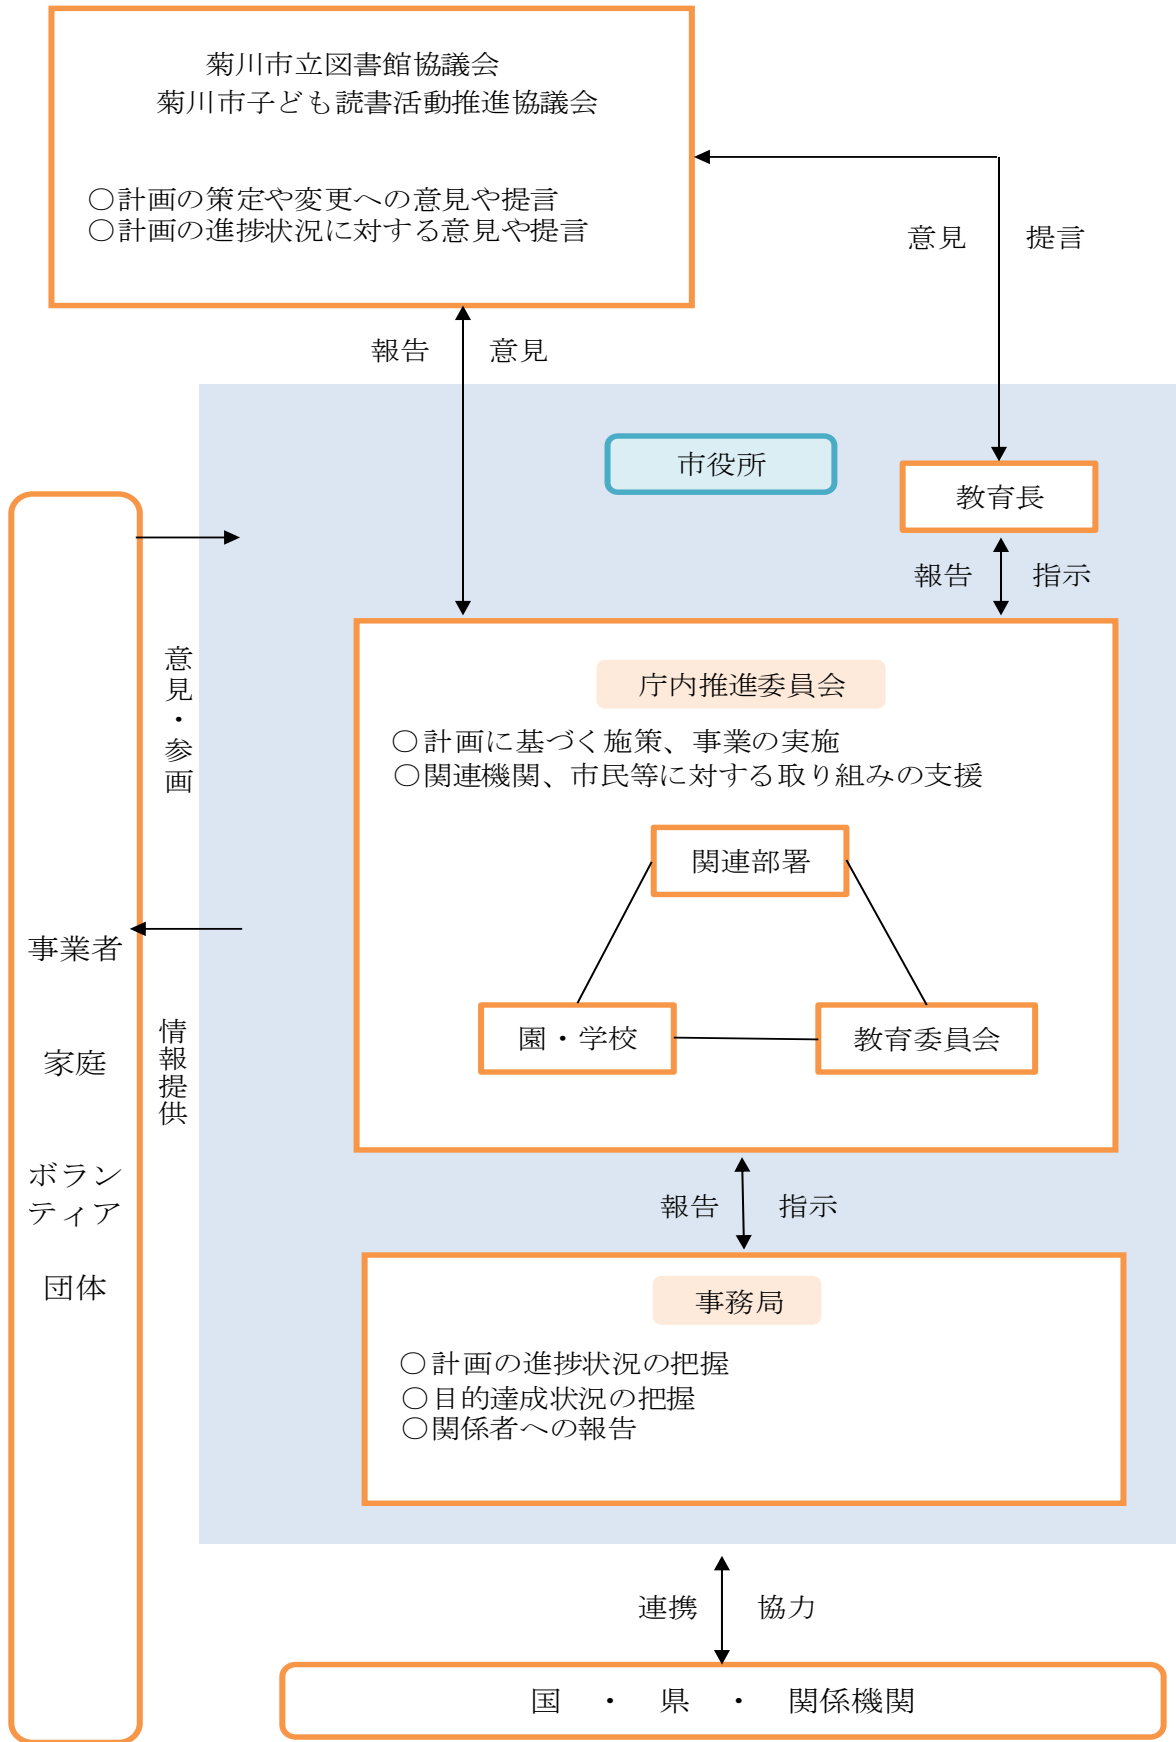 菊川市立図書館協議会
菊川市子ども読書活動推進協議会
○計画の策定や変更への意見や提言
○計画の進捗状況に対する意見や提言
意見 提言
報告 意見
市役所
教育長
報告 指示
意見・参画
庁内推進委員会
○計画に基づく施策、事業の実施
○関連機関、市民等に対する取り組みの支援
関連部署
園・学校
教育委員会
事業者
家庭
ボラン
ティア
団体
情報提供
報告 指示
事務局
○計画の進捗状況の把握
○目的達成状況の把握
○関係者への報告
連携 協力
国 ・ 県 ・ 関係機関